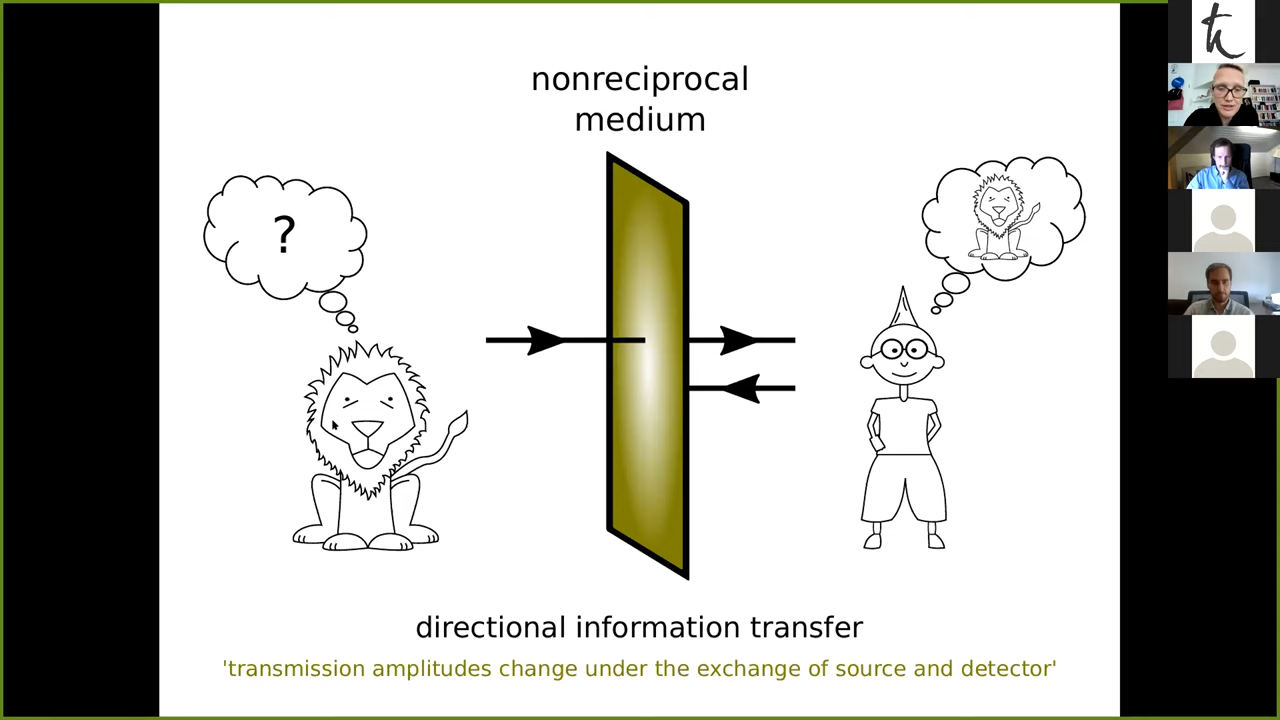 nonreciprocal
medium
?
directional information transfer
'transmission amplitudes change under the exchange of source and detector'